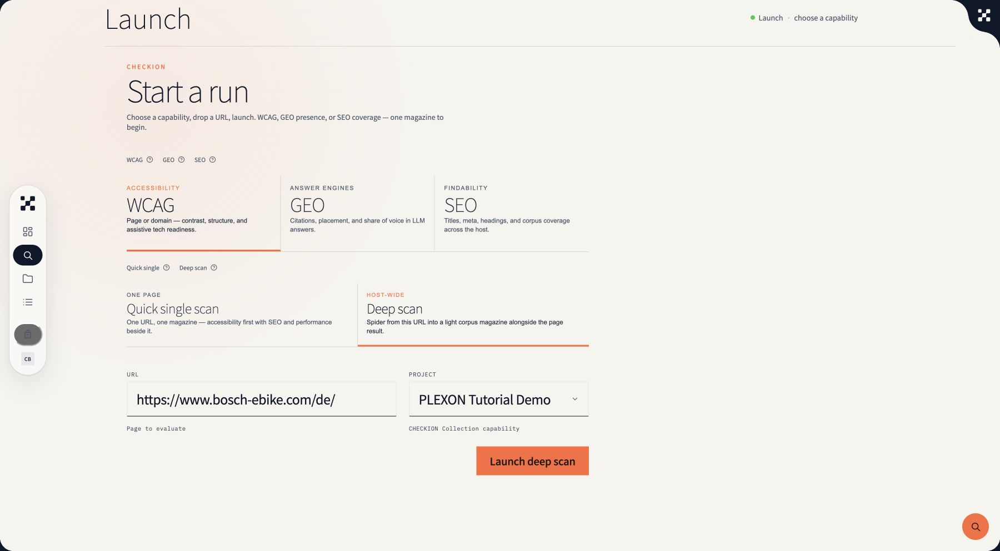 Launch
Launch · choose a capability
CHECKION
Start a run
Choose a capability, drop a URL, launch. WCAG, GEO presence, or SEO coverage — one magazine to
begin.
WCAG GEO SEO
ACCESSIBILITY
WCAG
Page or domain — contrast, structure, and
assistive tech readiness.
ANSWER ENGINES
GEO
Citations, placement, and share of voice in LLM
answers.
FINDABILITY
SEO
Titles, meta, headings, and corpus coverage
across the host.
Quick single Deep scan
ONE PAGE
Quick single scan
One URL, one magazine — accessibility first with SEO and performance
beside it.
HOST-WIDE
Deep scan
Spider from this URL into a light corpus magazine alongside the page
result.
CB
URL
https://www.bosch-ebike.com/de/
Page to evaluate
PROJECT
PLEXON Tutorial Demo
CHECKION Collection capability
Launch deep scan